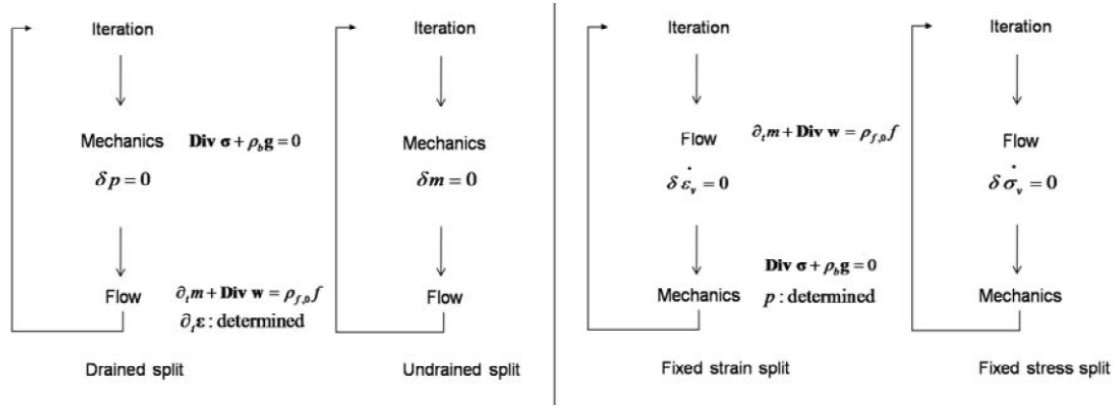 Iteration
Mechanics Div σ + ρ_b g = 0
δp = 0
Flow ∂_t m + Div w = ρ_{f,0} f
∂_t ε : determined
Drained split
Iteration
Mechanics
δm = 0
Flow
Undrained split
Iteration
Flow ∂_t m + Div w = ρ_{f,0} f
δε̇_v = 0
Div σ + ρ_b g = 0
Mechanics p : determined
Fixed strain split
Iteration
Flow
δσ̇_v = 0
Mechanics
Fixed stress split